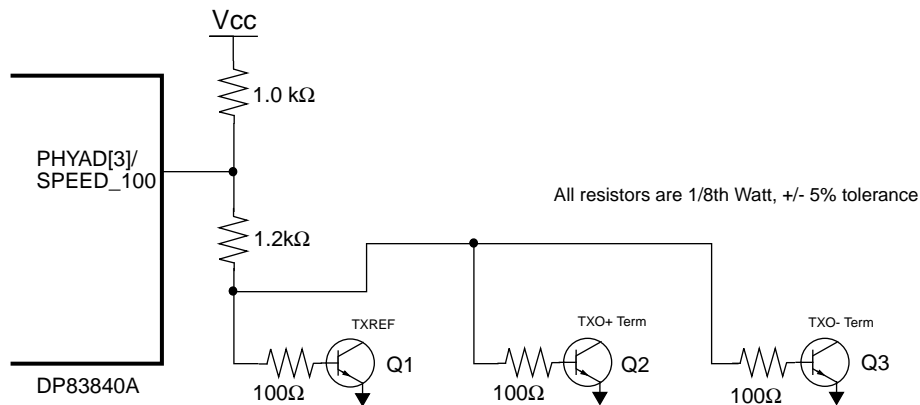 Vcc
1.0 kΩ
PHYAD[3]/
SPEED_100
All resistors are 1/8th Watt, +/- 5% tolerance
1.2kΩ
TXREF
TXO+ Term
TXO- Term
Q1
Q2
Q3
100Ω
100Ω
100Ω
DP83840A